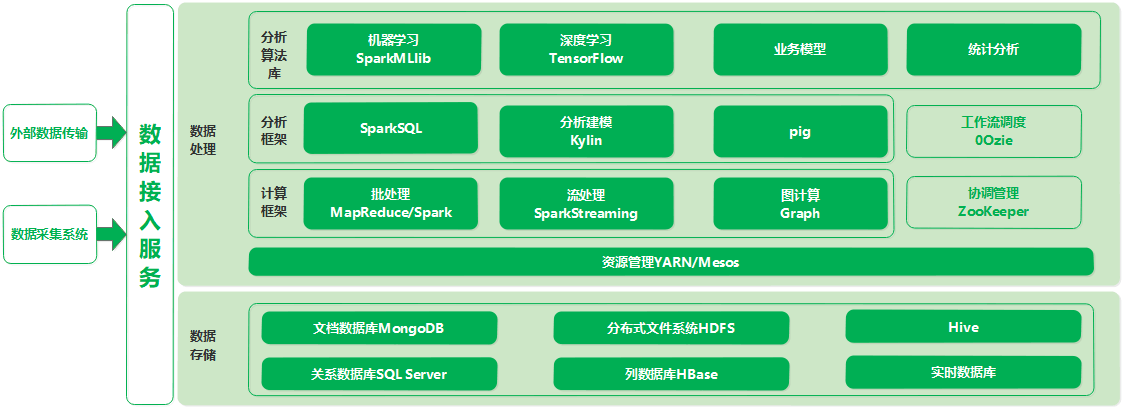 外部数据传输
数据采集系统
数据接入服务
数据
处理
分析
算法
库
机器学习
SparkMLlib
深度学习
TensorFlow
业务模型
统计分析
分析
框架
SparkSQL
分析建模
Kylin
pig
工作流调度
0Ozie
计算
框架
批处理
MapReduce/Spark
流处理
SparkStreaming
图计算
Graph
协调管理
ZooKeeper
资源管理YARN/Mesos
数据
存储
文档数据库MongoDB
分布式文件系统HDFS
Hive
关系数据库SQL Server
列数据库HBase
实时数据库